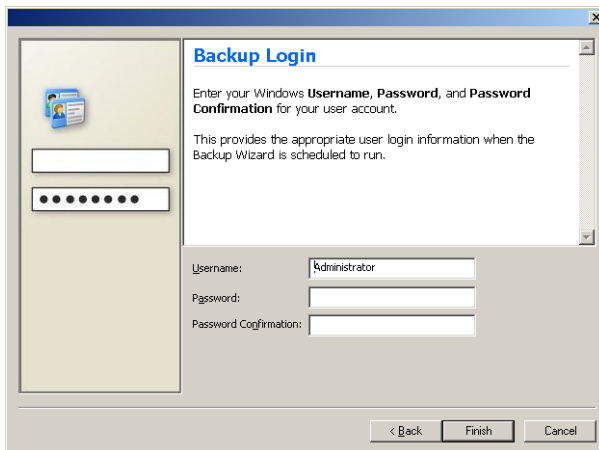 Backup Login
Enter your Windows Username, Password, and Password
Confirmation for your user account.
This provides the appropriate user login information when the
Backup Wizard is scheduled to run.
Username: Administrator
Password:
Password Confirmation:
< Back Finish Cancel